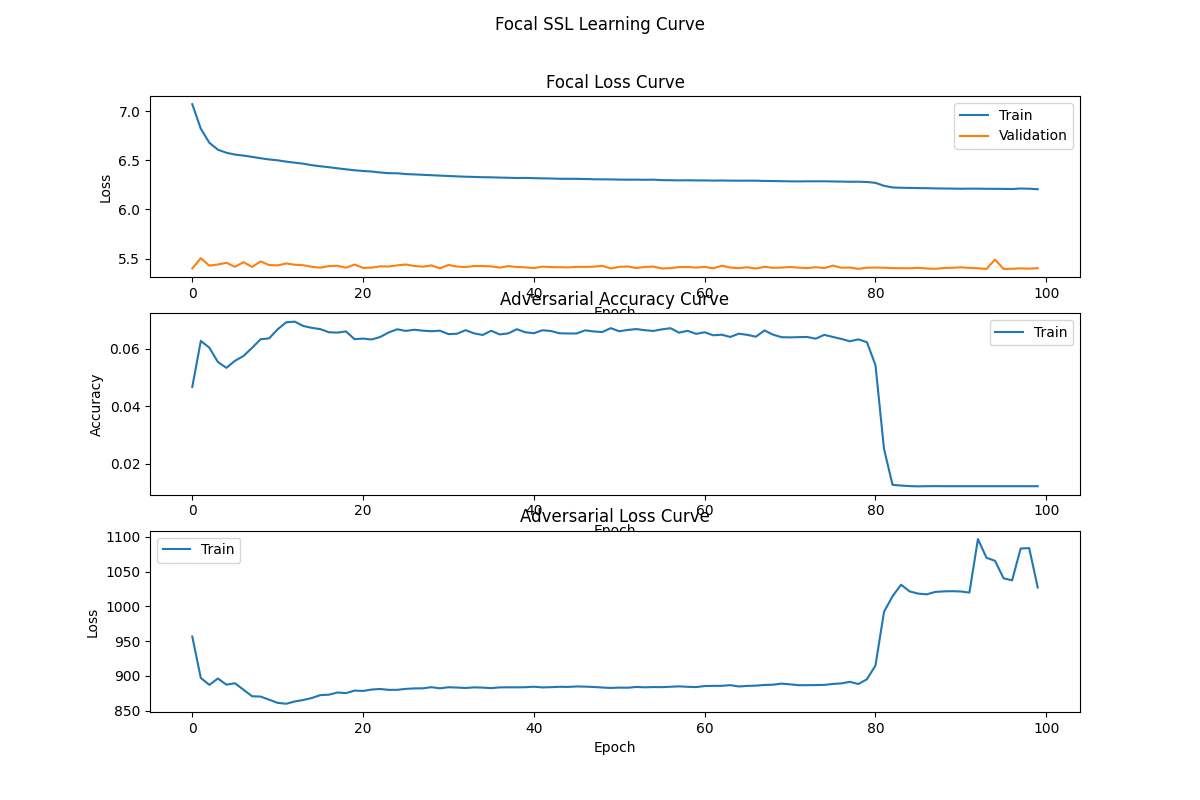 Focal SSL Learning Curve
Focal Loss Curve
7.0
6.5
6.0
5.5
Loss
Train
Validation
0 20 40 60 80 100
Epoch
Adversarial Accuracy Curve
0.06
0.04
0.02
Accuracy
Train
0 20 40 60 80 100
Epoch
Adversarial Loss Curve
1100
1050
1000
950
900
850
Loss
Train
0 20 40 60 80 100
Epoch